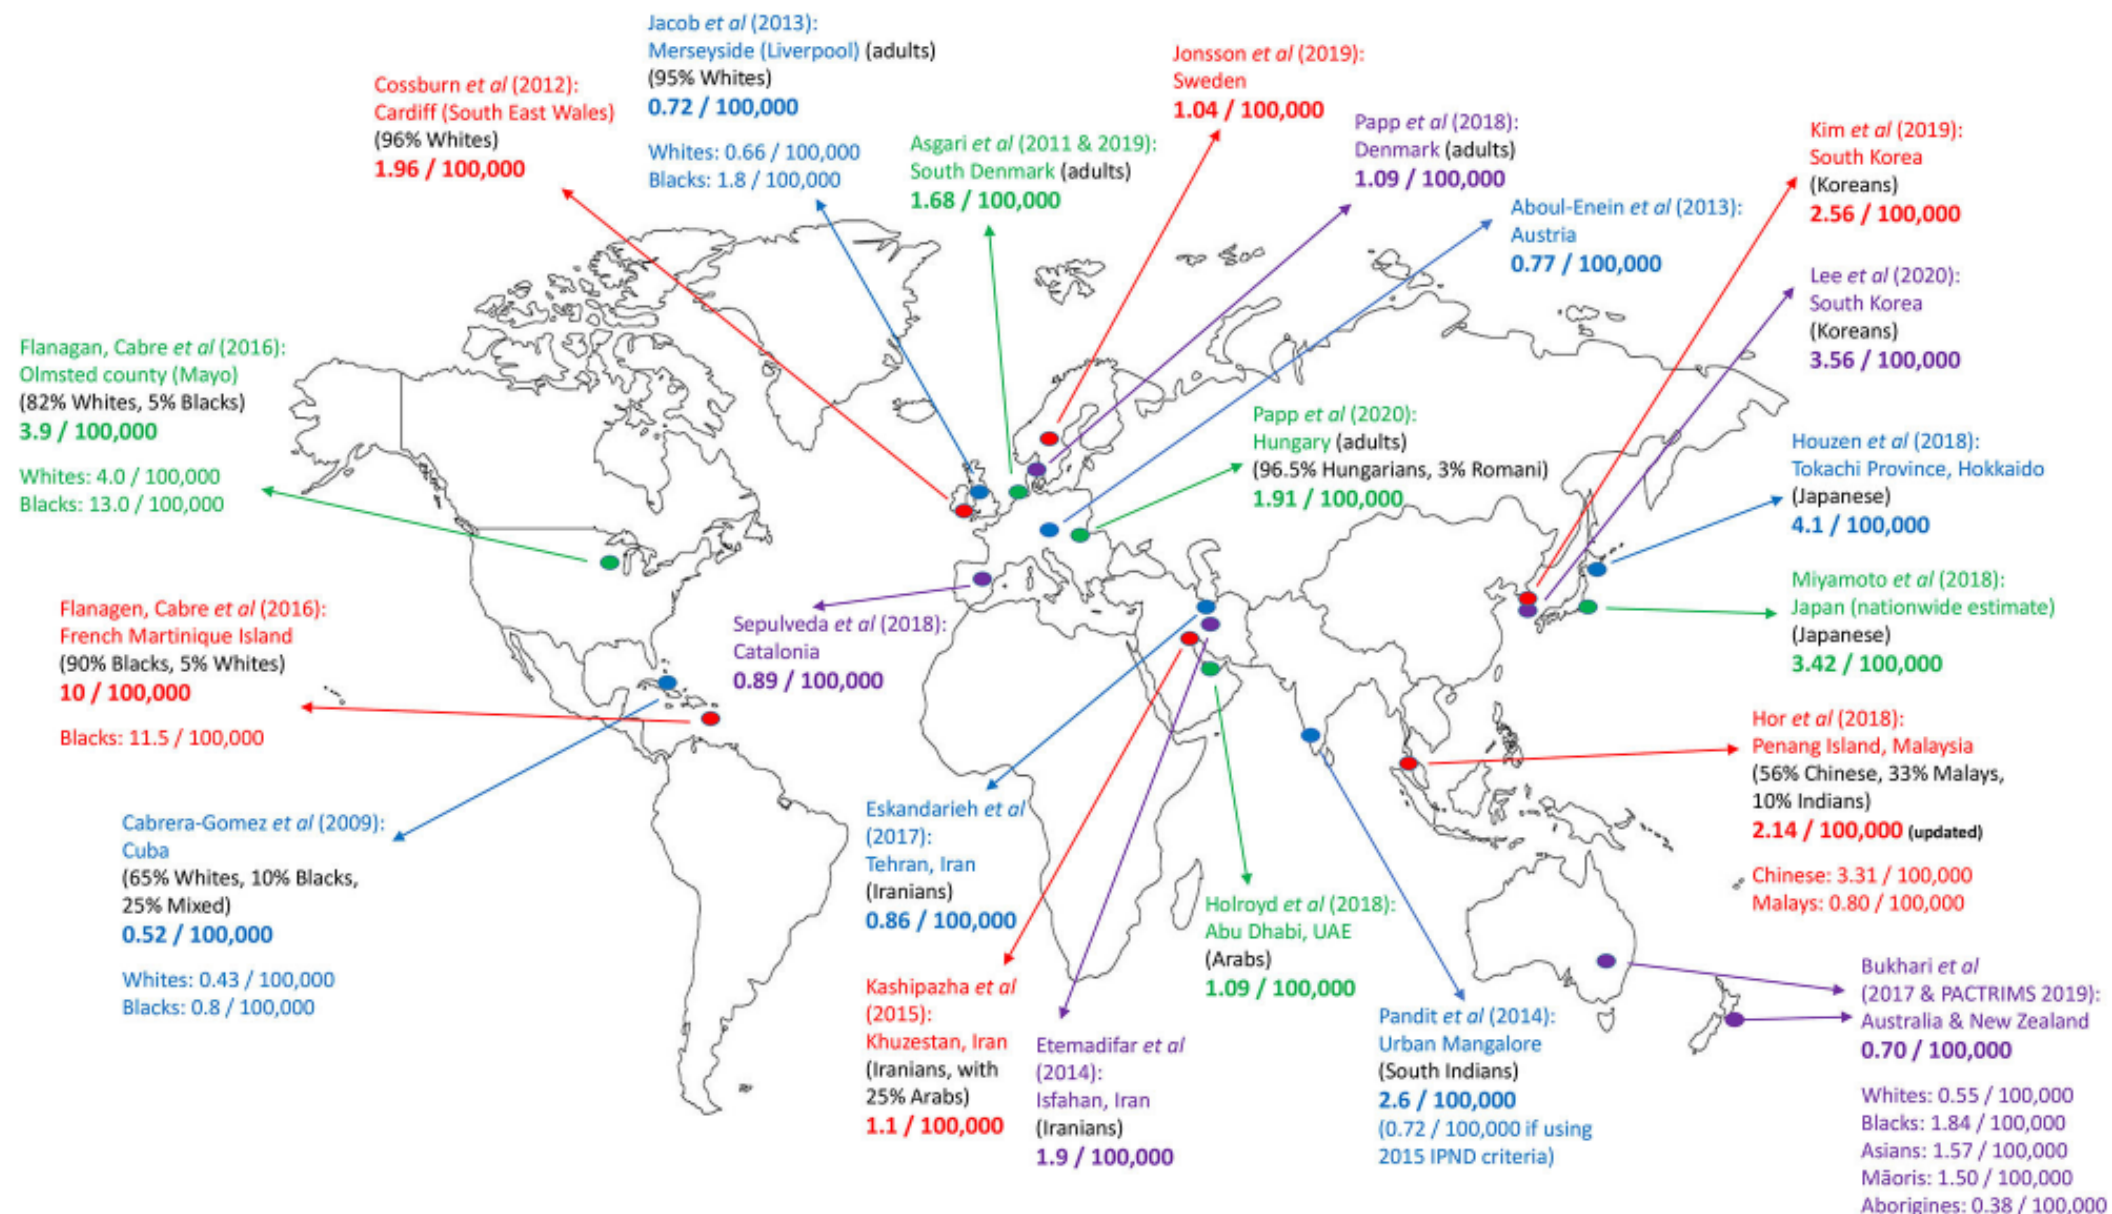 Jacob et al (2013):
Merseyside (Liverpool) (adults)
(95% Whites)
0.72 / 100,000
Whites: 0.66 / 100,000
Blacks: 1.8 / 100,000
Cossburn et al (2012):
Cardiff (South East Wales)
(96% Whites)
1.96 / 100,000
Asgari et al (2011 & 2019):
South Denmark (adults)
1.68 / 100,000
Jonsson et al (2019):
Sweden
1.04 / 100,000
Papp et al (2018):
Denmark (adults)
1.09 / 100,000
Aboul-Enein et al (2013):
Austria
0.77 / 100,000
Kim et al (2019):
South Korea
(Koreans)
2.56 / 100,000
Lee et al (2020):
South Korea
(Koreans)
3.56 / 100,000
Flanagan, Cabre et al (2016):
Olmsted county (Mayo)
(82% Whites, 5% Blacks)
3.9 / 100,000
Whites: 4.0 / 100,000
Blacks: 13.0 / 100,000
Papp et al (2020):
Hungary (adults)
(96.5% Hungarians, 3% Romani)
1.91 / 100,000
Houzen et al (2018):
Tokachi Province, Hokkaido
(Japanese)
4.1 / 100,000
Miyamoto et al (2018):
Japan (nationwide estimate)
(Japanese)
3.42 / 100,000
Flanagen, Cabre et al (2016):
French Martinique Island
(90% Blacks, 5% Whites)
10 / 100,000
Blacks: 11.5 / 100,000
Sepulveda et al (2018):
Catalonia
0.89 / 100,000
Hor et al (2018):
Penang Island, Malaysia
(56% Chinese, 33% Malays,
10% Indians)
2.14 / 100,000 (updated)
Chinese: 3.31 / 100,000
Malays: 0.80 / 100,000
Cabrera-Gomez et al (2009):
Cuba
(65% Whites, 10% Blacks,
25% Mixed)
0.52 / 100,000
Whites: 0.43 / 100,000
Blacks: 0.8 / 100,000
Eskandarieh et al
(2017):
Tehran, Iran
(Iranians)
0.86 / 100,000
Kashipazha et al
(2015):
Khuzestan, Iran
(Iranians, with
25% Arabs)
1.1 / 100,000
Etemadifar et al
(2014):
Isfahan, Iran
(Iranians)
1.9 / 100,000
Holroyd et al (2018):
Abu Dhabi, UAE
(Arabs)
1.09 / 100,000
Pandit et al (2014):
Urban Mangalore
(South Indians)
2.6 / 100,000
(0.72 / 100,000 if using
2015 IPND criteria)
Bukhari et al
(2017 & PACTRIMS 2019):
Australia & New Zealand
0.70 / 100,000
Whites: 0.55 / 100,000
Blacks: 1.84 / 100,000
Asians: 1.57 / 100,000
Māoris: 1.50 / 100,000
Aborigines: 0.38 / 100,000